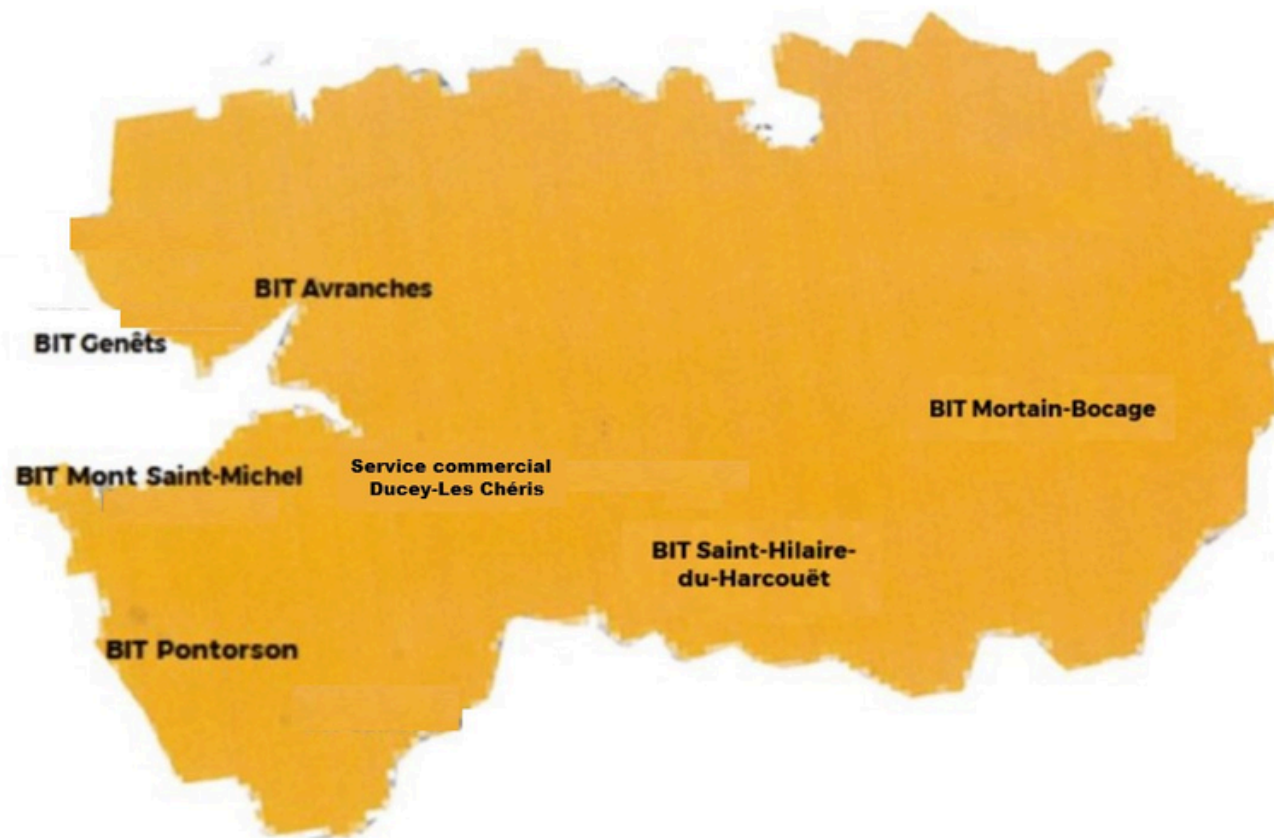 BIT Avranches
BIT Genêts
BIT Mortain-Bocage
BIT Mont Saint-Michel
Service commercial
Ducey-Les Chéris
BIT Saint-Hilaire-
du-Harcouët
BIT Pontorson